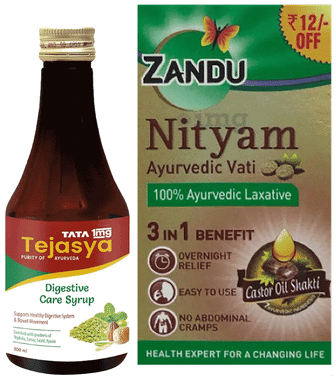 TATA 1mg
Tejasya
PURITY OF AYURVEDA
Digestive
Care Syrup
Supports Healthy Digestive System
& Bowel Movement
₹12/-
OFF
ZANDU
1mg
Nityam
Ayurvedic Vati
100% Ayurvedic Laxative
3 IN 1 BENEFIT
OVERNIGHT
RELIEF
EASY TO USE
NO ABDOMINAL
CRAMPS
Castor Oil Shakti
HEALTH EXPERT FOR A CHANGING LIFE